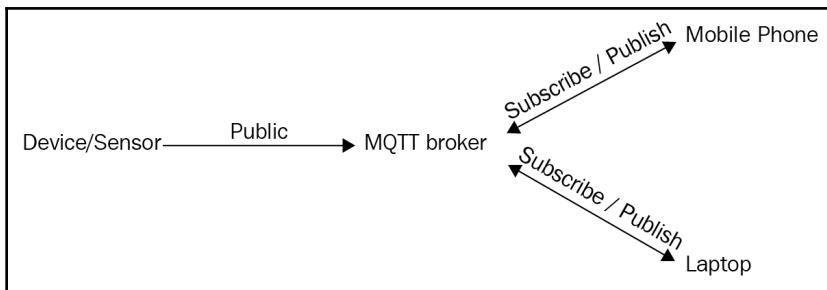 Device/Sensor
Public
MQTT broker
Subscribe / Publish
Mobile Phone
Subscribe / Publish
Laptop